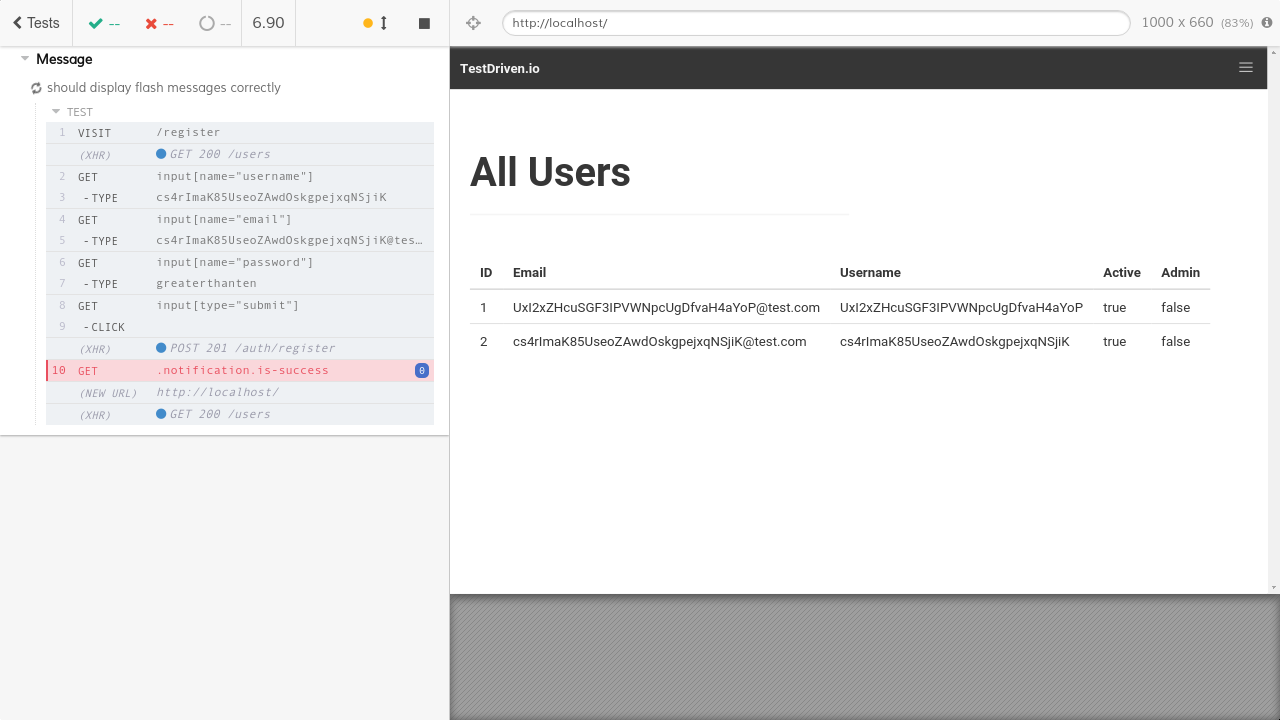 Tests -- -- -- 6.90
http://localhost/ 1000 x 660 (83%)
Message
should display flash messages correctly
TEST
1 VISIT /register
(XHR) GET 200 /users
2 GET input[name="username"]
3 -TYPE cs4rImaK85UseoZAwdOskgpejxqNSjiK
4 GET input[name="email"]
5 -TYPE cs4rImaK85UseoZAwdOskgpejxqNSjiK@tes…
6 GET input[name="password"]
7 -TYPE greaterthanten
8 GET input[type="submit"]
9 -CLICK
(XHR) POST 201 /auth/register
10 GET .notification.is-success 0
(NEW URL) http://localhost/
(XHR) GET 200 /users
TestDriven.io
All Users
ID Email Username Active Admin
1 UxI2xZHcuSGF3IPVWNpcUgDfvaH4aYoP@test.com UxI2xZHcuSGF3IPVWNpcUgDfvaH4aYoP true false
2 cs4rImaK85UseoZAwdOskgpejxqNSjiK@test.com cs4rImaK85UseoZAwdOskgpejxqNSjiK true false